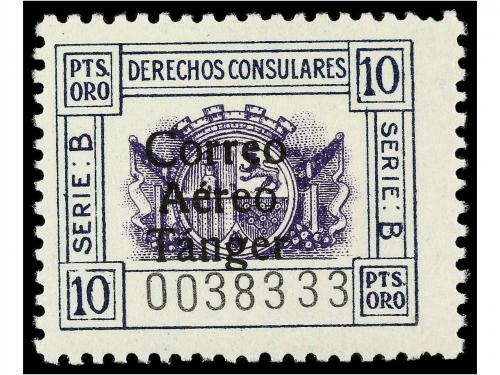 PTS. ORO DERECHOS CONSULARES 10
SERIE: B
Correo
Aéreo
Tánger
SERIE: B
10 0038333 PTS. ORO